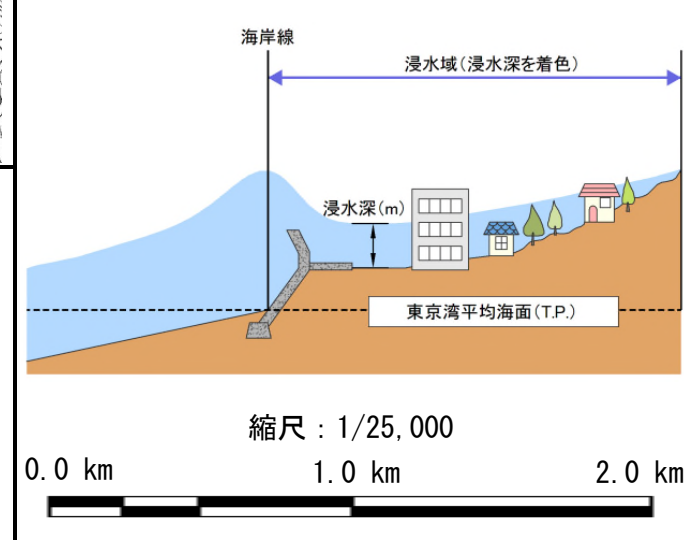 海岸線
浸水域(浸水深を着色)
浸水深(m)
東京湾平均海面(T.P.)
縮尺：1/25,000
0.0 km 1.0 km 2.0 km